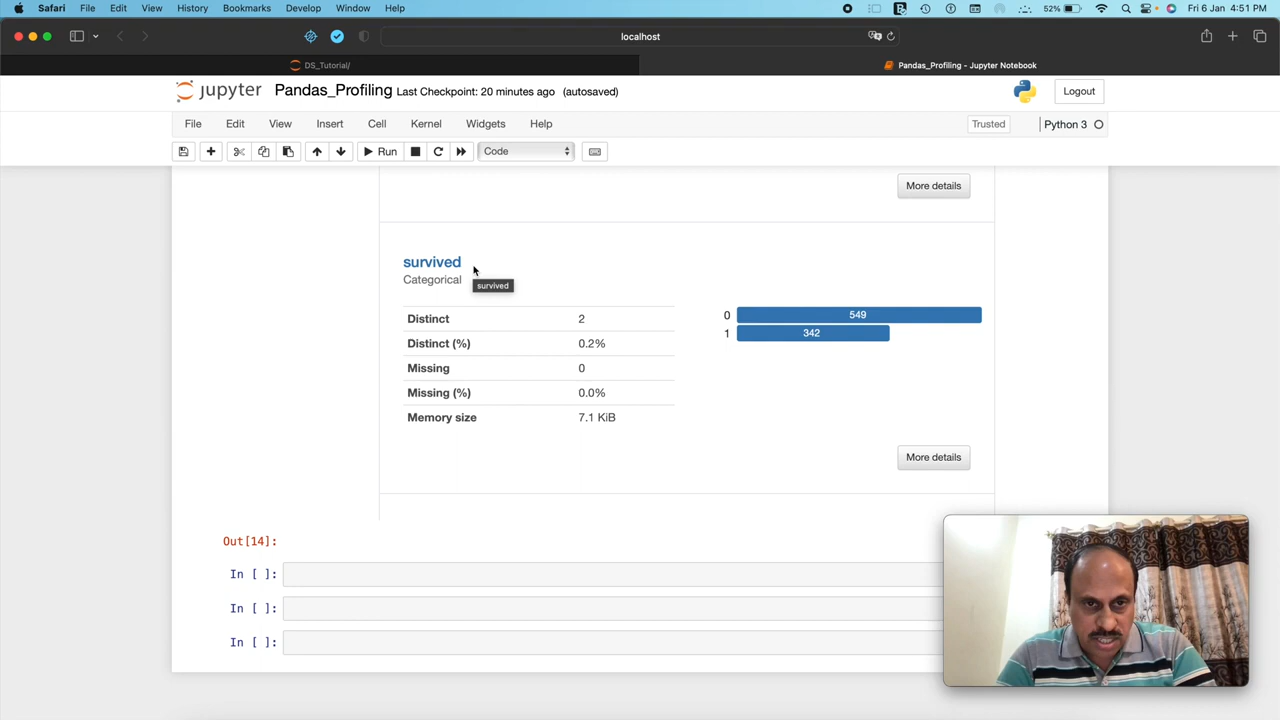 Safari File Edit View History Bookmarks Develop Window Help 52% Fri 6 Jan 4:51 PM
localhost
DS_Tutorial/ Pandas_Profiling - Jupyter Notebook
jupyter Pandas_Profiling Last Checkpoint: 20 minutes ago (autosaved) Logout
File Edit View Insert Cell Kernel Widgets Help Trusted Python 3
Run Code
More details
survived
Categorical
survived
Distinct 2
Distinct (%) 0.2%
Missing 0
Missing (%) 0.0%
Memory size 7.1 KiB
0 549
1 342
More details
Out[14]:
In [ ]:
In [ ]:
In [ ]: